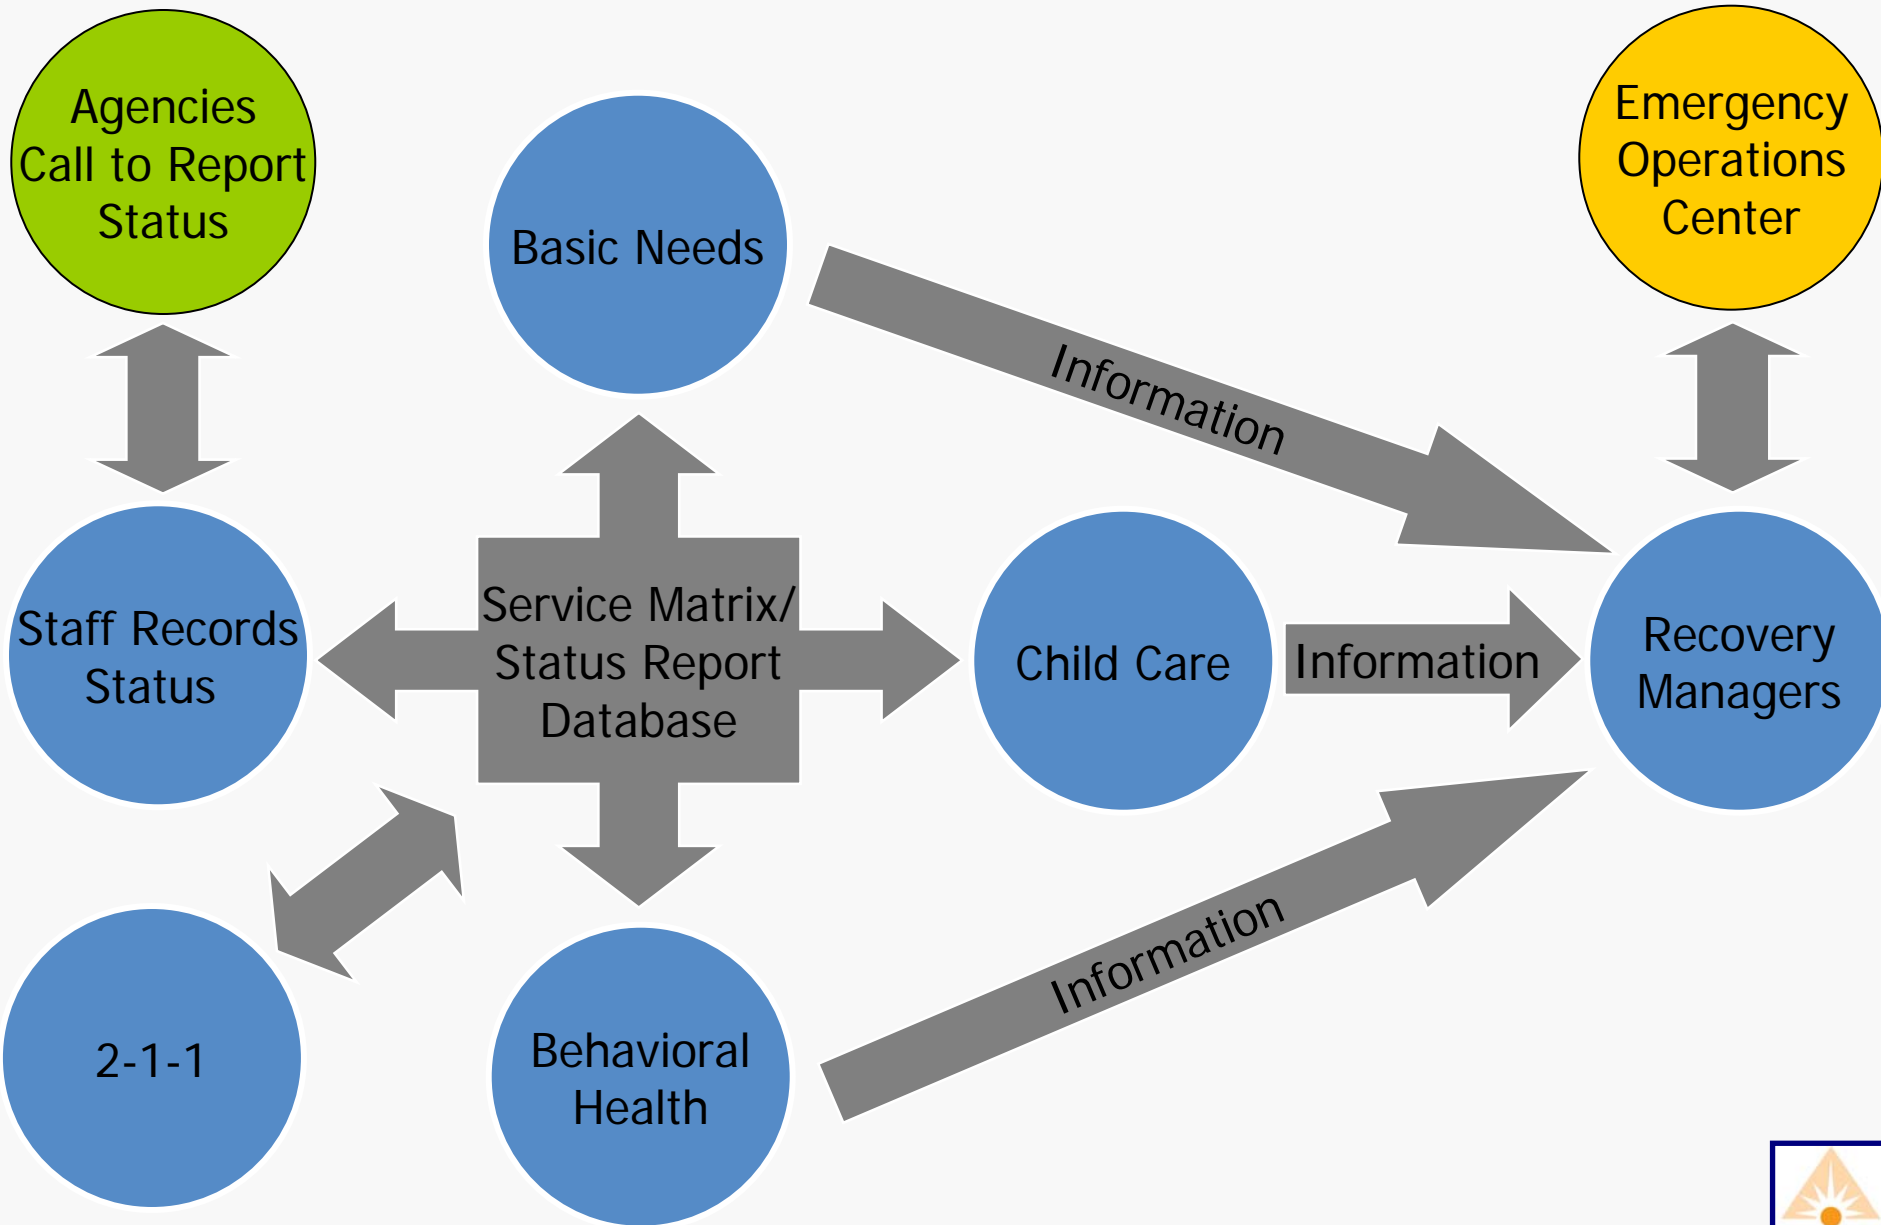 Agencies
Call to Report
Status
Basic Needs
Emergency
Operations
Center
Information
Staff Records
Status
Service Matrix/
Status Report
Database
Child Care
Information
Recovery
Managers
2-1-1
Behavioral
Health
Information